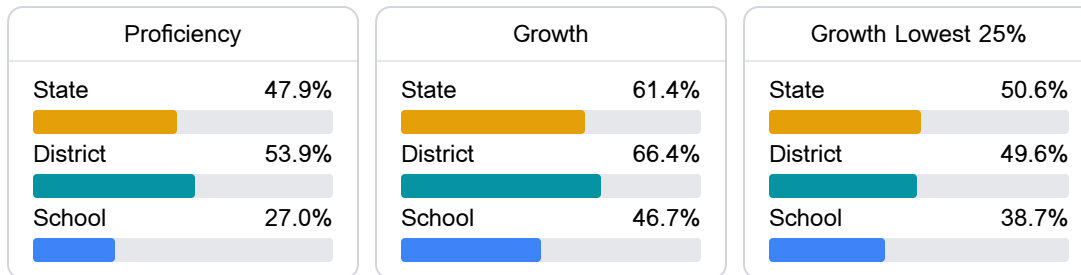 Proficiency
State 47.9%
District 53.9%
School 27.0%
Growth
State 61.4%
District 66.4%
School 46.7%
Growth Lowest 25%
State 50.6%
District 49.6%
School 38.7%